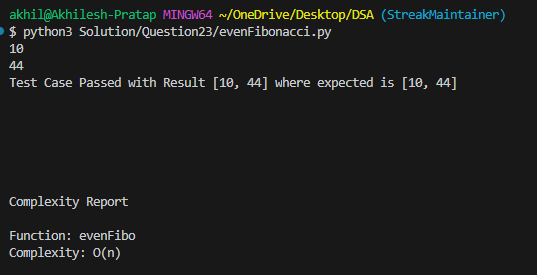 akhil@Akhilesh-Pratap MINGW64 ~/OneDrive/Desktop/DSA (StreakMaintainer)
$ python3 Solution/Question23/evenFibonacci.py
10
44
Test Case Passed with Result [10, 44] where expected is [10, 44]
Complexity Report
Function: evenFibo
Complexity: O(n)